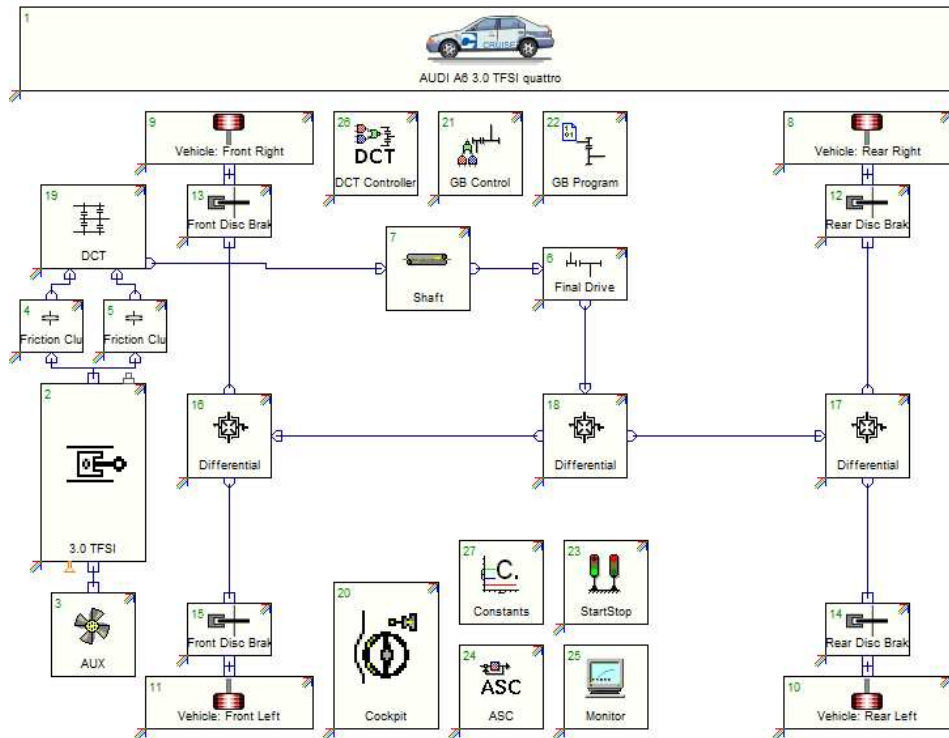 1
CRUISE
AUDI A6 3.0 TFSI quattro
9
Vehicle: Front Right
26
DCT
DCT Controller
21
GB Control
22
GB Program
8
Vehicle: Rear Right
19
DCT
13
Front Disc Brak
7
Shaft
6
Final Drive
12
Rear Disc Brak
4
Friction Clu
5
Friction Clu
2
3.0 TFSI
16
Differential
18
Differential
17
Differential
3
AUX
15
Front Disc Brak
20
Cockpit
27
C.
Constants
23
StartStop
14
Rear Disc Brak
11
Vehicle: Front Left
24
ASC
ASC
25
Monitor
10
Vehicle: Rear Left